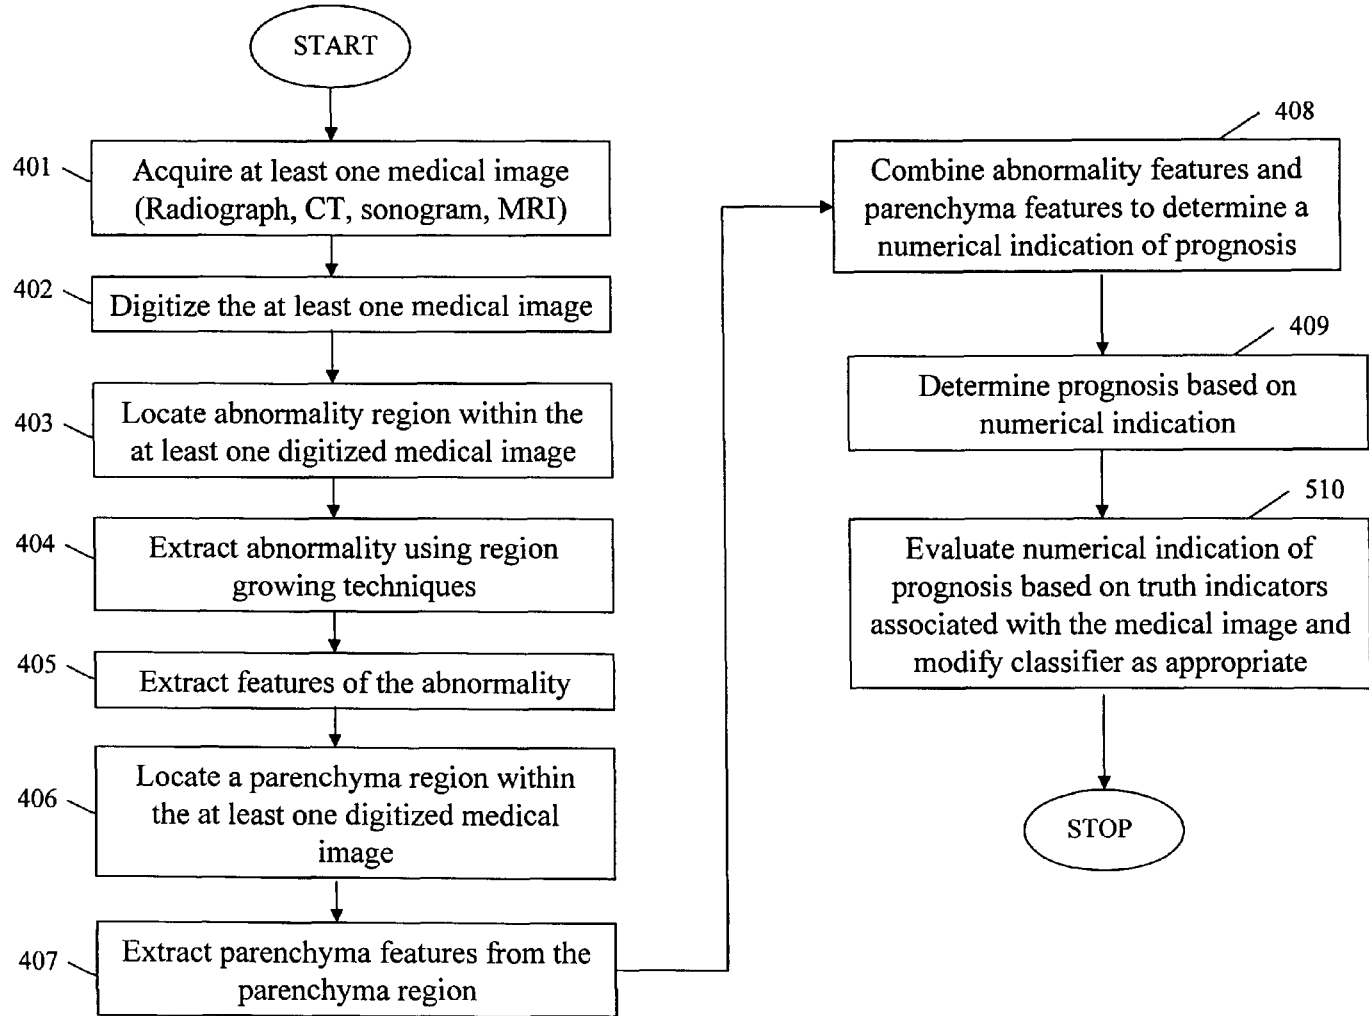 START
401
Acquire at least one medical image
(Radiograph, CT, sonogram, MRI)
402
Digitize the at least one medical image
403
Locate abnormality region within the
at least one digitized medical image
404
Extract abnormality using region
growing techniques
405
Extract features of the abnormality
406
Locate a parenchyma region within
the at least one digitized medical
image
407
Extract parenchyma features from the
parenchyma region
408
Combine abnormality features and
parenchyma features to determine a
numerical indication of prognosis
409
Determine prognosis based on
numerical indication
510
Evaluate numerical indication of
prognosis based on truth indicators
associated with the medical image and
modify classifier as appropriate
STOP